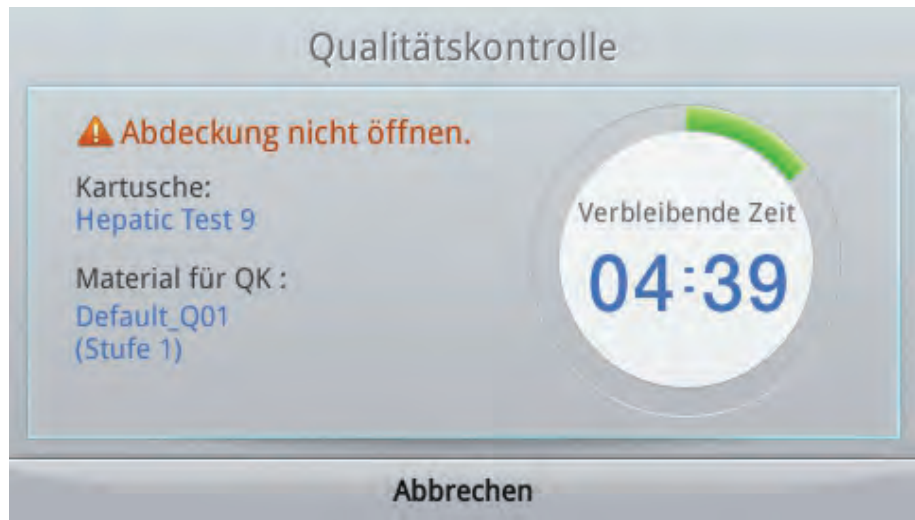 Qualitätskontrolle
Abdeckung nicht öffnen.
Kartusche:
Hepatic Test 9
Material für QK :
Default_Q01
(Stufe 1)
Verbleibende Zeit
04:39
Abbrechen